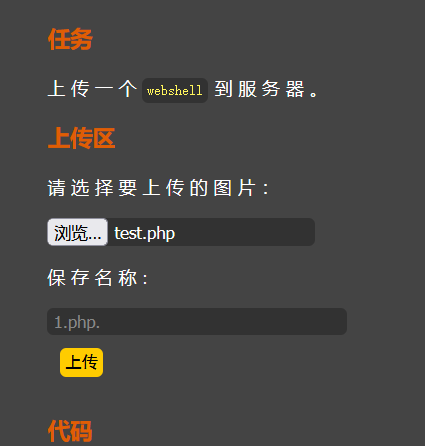 任务
上传一个 webshell 到服务器。
上传区
请选择要上传的图片：
浏览... test.php
保存名称:
1.php.
上传
代码